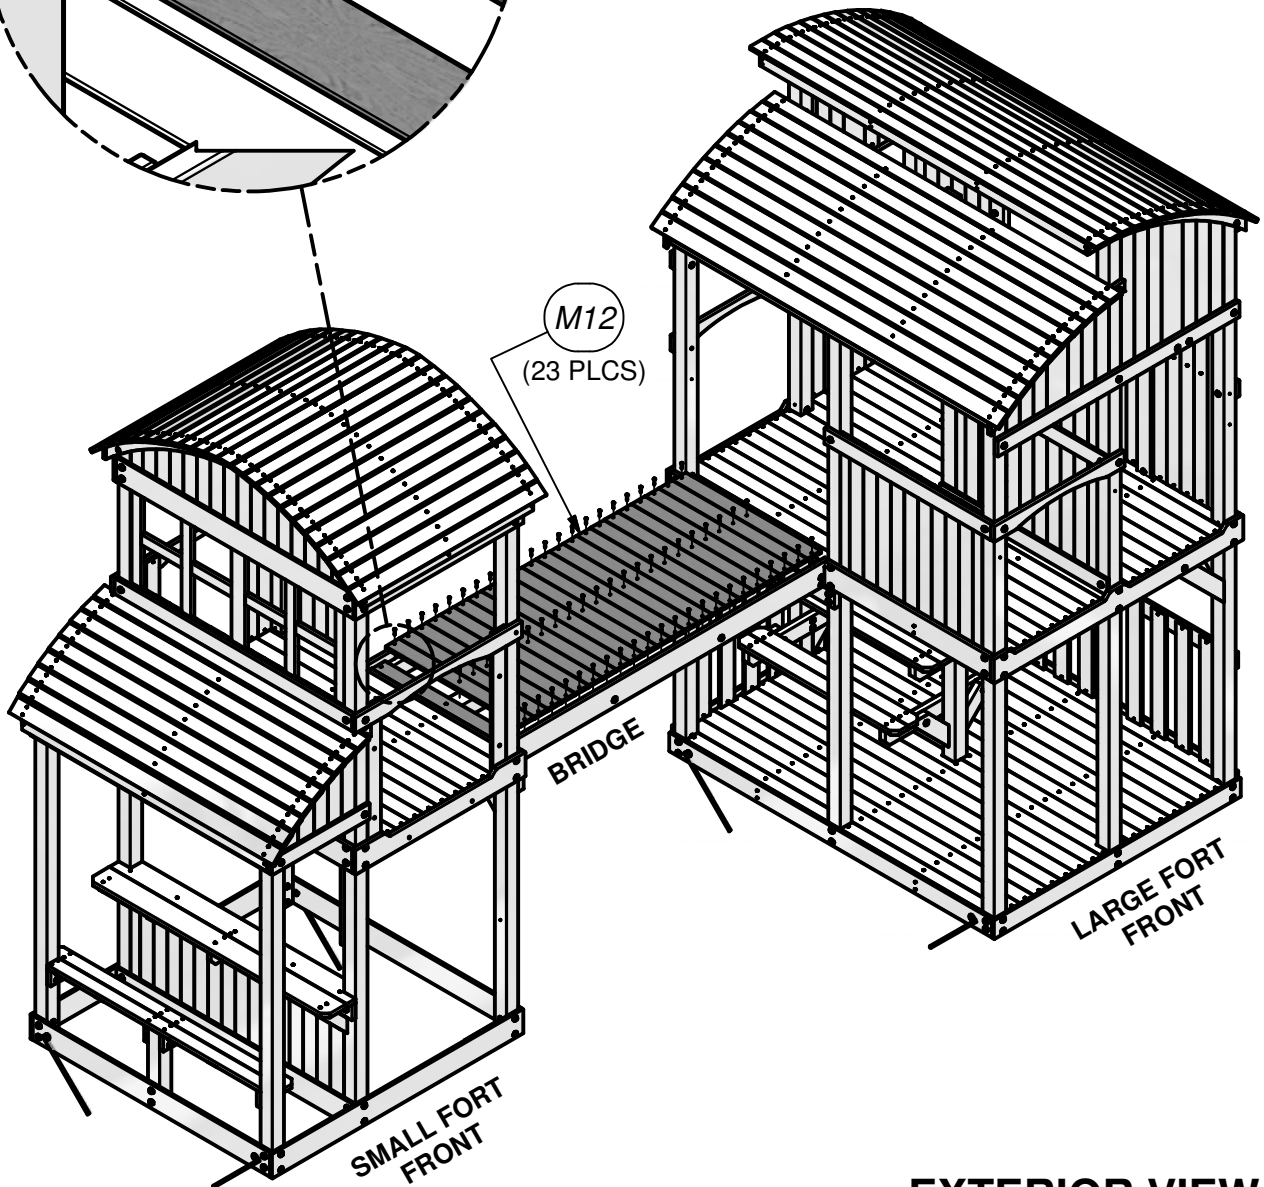 M12
(23 PLCS)
BRIDGE
LARGE FORT
FRONT
SMALL FORT
FRONT
EXTERIOR VIEW